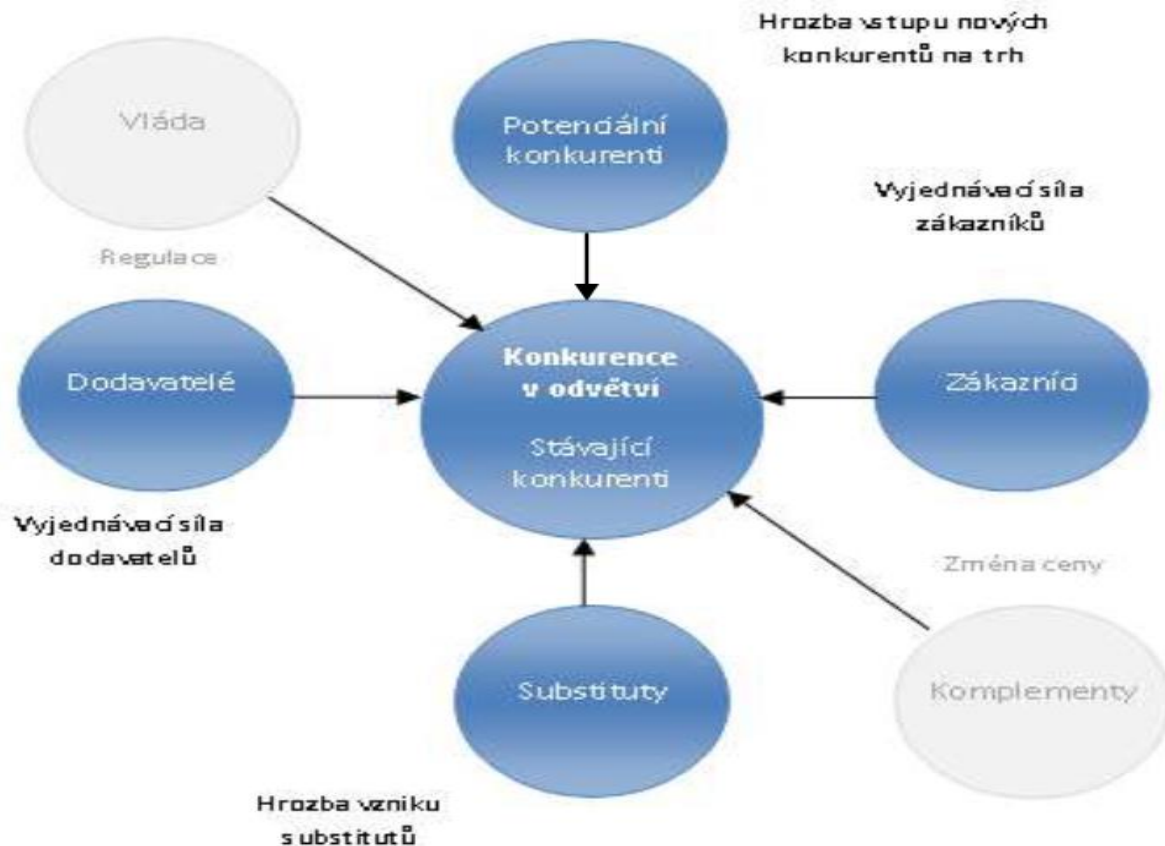 Hrozba vstupu nových
konkurentů na trh
Vláda
Potenciální
konkurenti
Vyjednávací síla
zákazníků
Regulace
Dodavatelé
Konkurence
v odvětví
Stávající
konkurenti
Zákazníci
Vyjednávací síla
dodavatelů
Změna ceny
Substituty
Komplementy
Hrozba vzniku
substitutů